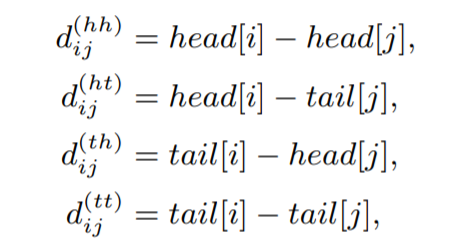 d_{ij}^{(hh)} = head[i] − head[j],
d_{ij}^{(ht)} = head[i] − tail[j],
d_{ij}^{(th)} = tail[i] − head[j],
d_{ij}^{(tt)} = tail[i] − tail[j],